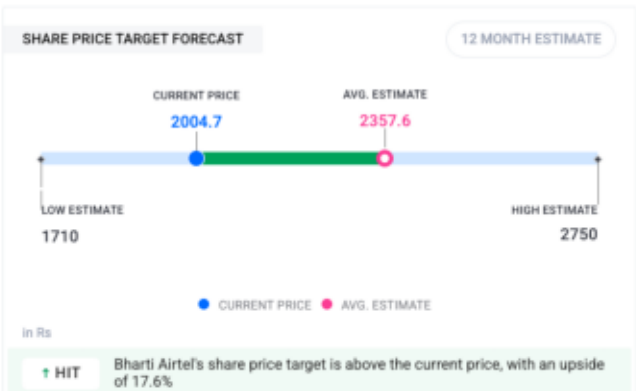 SHARE PRICE TARGET FORECAST
12 MONTH ESTIMATE
CURRENT PRICE
2004.7
AVG. ESTIMATE
2357.6
LOW ESTIMATE
1710
HIGH ESTIMATE
2750
CURRENT PRICE
AVG. ESTIMATE
in Rs
↑ HIT
Bharti Airtel's share price target is above the current price, with an upside
of 17.6%